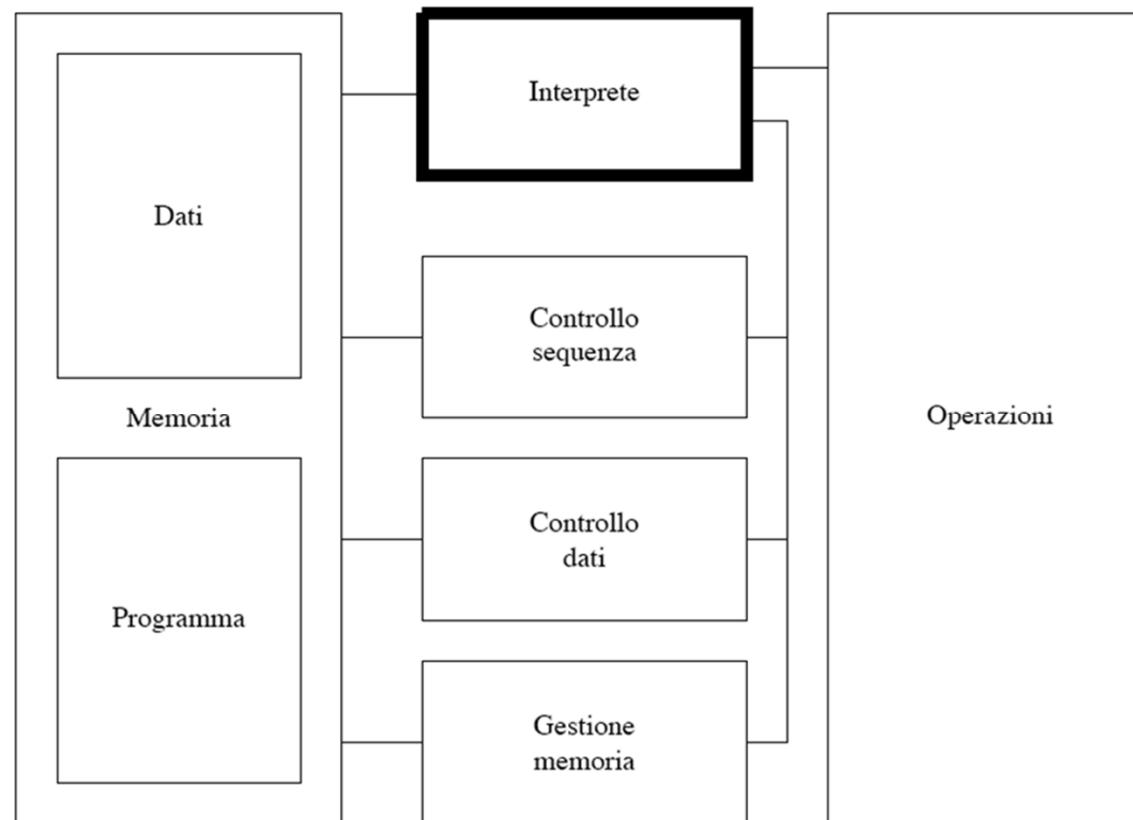 Interprete
Dati
Controllo
sequenza
Memoria
Operazioni
Controllo
dati
Programma
Gestione
memoria